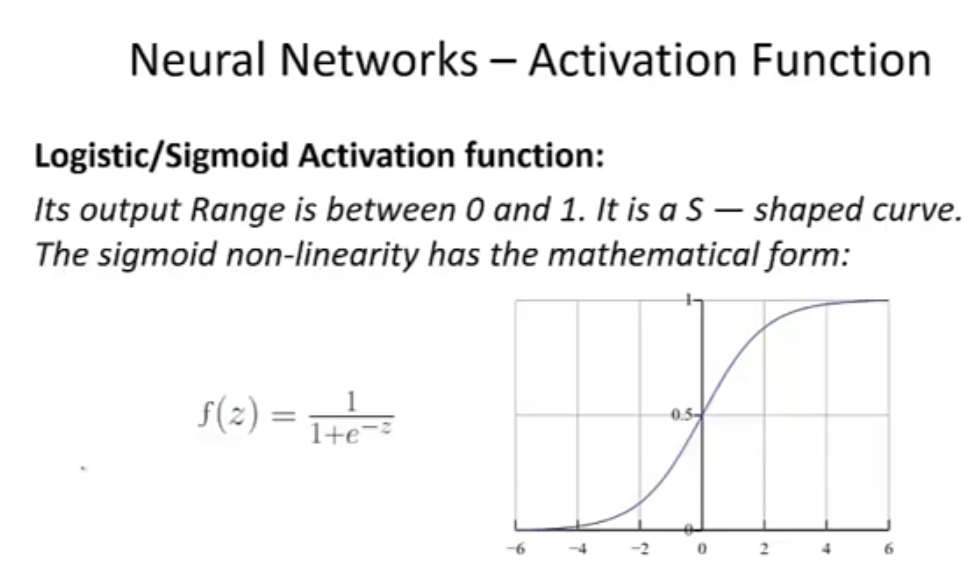 Neural Networks – Activation Function
Logistic/Sigmoid Activation function:
Its output Range is between 0 and 1. It is a S — shaped curve.
The sigmoid non-linearity has the mathematical form:
f(z) = 1/(1+e^{-z})
1
0.5
0
−6 −4 −2 0 2 4 6